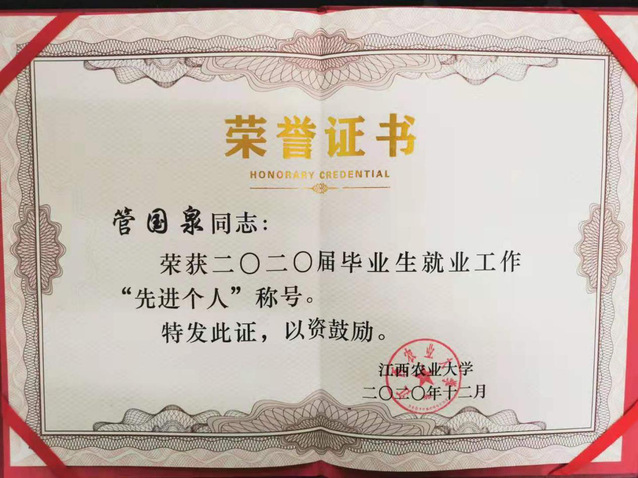 荣誉证书
HONORARY CREDENTIAL
管国泉同志：
荣获二〇二〇届毕业生就业工作
“先进个人”称号。
特发此证，以资鼓励。
江西农业大学
二〇二〇年十二月